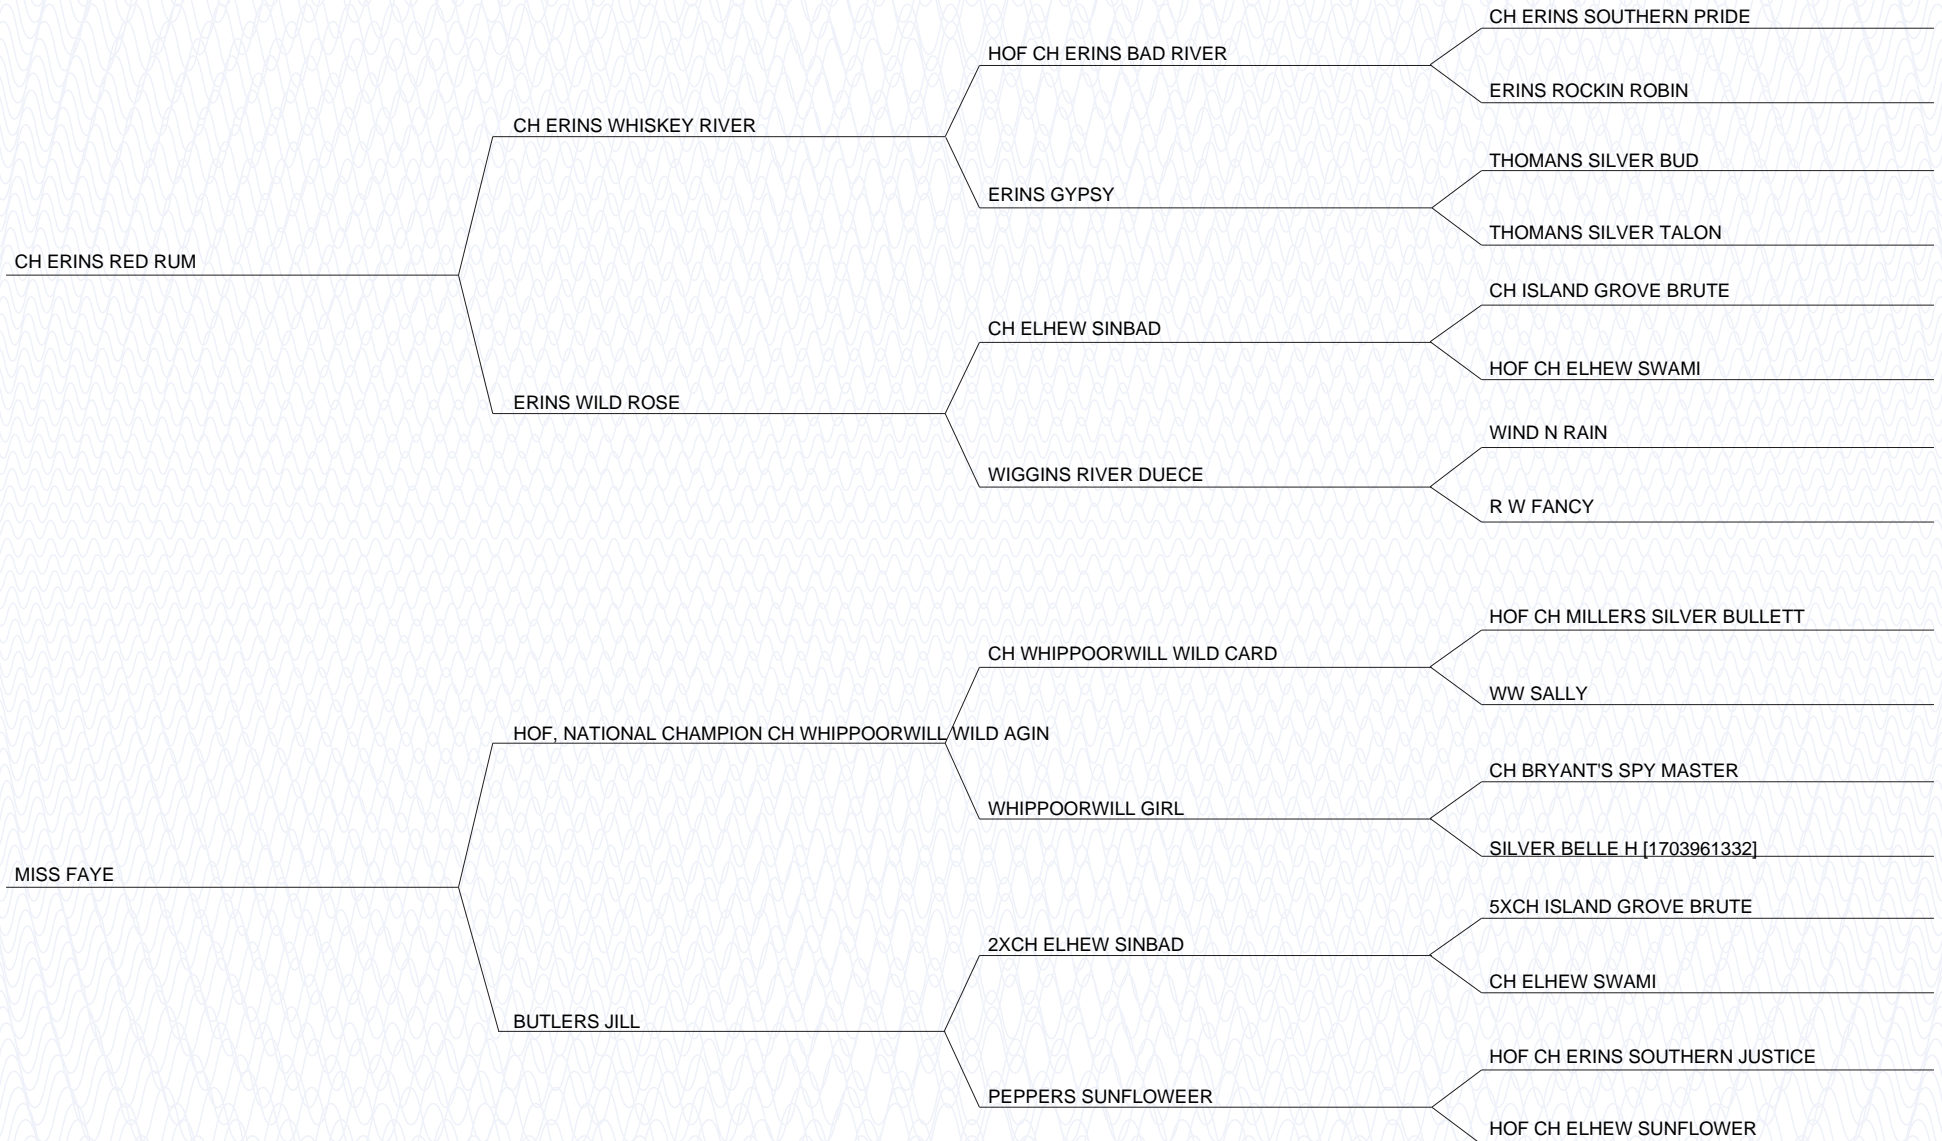 CH ERINS SOUTHERN PRIDE
HOF CH ERINS BAD RIVER
ERINS ROCKIN ROBIN
CH ERINS WHISKEY RIVER
THOMANS SILVER BUD
ERINS GYPSY
THOMANS SILVER TALON
CH ERINS RED RUM
CH ISLAND GROVE BRUTE
CH ELHEW SINBAD
HOF CH ELHEW SWAMI
ERINS WILD ROSE
WIND N RAIN
WIGGINS RIVER DUECE
R W FANCY
HOF CH MILLERS SILVER BULLETT
CH WHIPPOORWILL WILD CARD
WW SALLY
HOF, NATIONAL CHAMPION CH WHIPPOORWILL WILD AGIN
CH BRYANT'S SPY MASTER
WHIPPOORWILL GIRL
SILVER BELLE H [1703961332]
MISS FAYE
5XCH ISLAND GROVE BRUTE
2XCH ELHEW SINBAD
CH ELHEW SWAMI
BUTLERS JILL
HOF CH ERINS SOUTHERN JUSTICE
PEPPERS SUNFLOWEER
HOF CH ELHEW SUNFLOWER